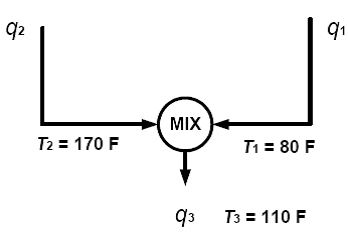 q2
q1
MIX
T2 = 170 F
T1 = 80 F
q3
T3 = 110 F